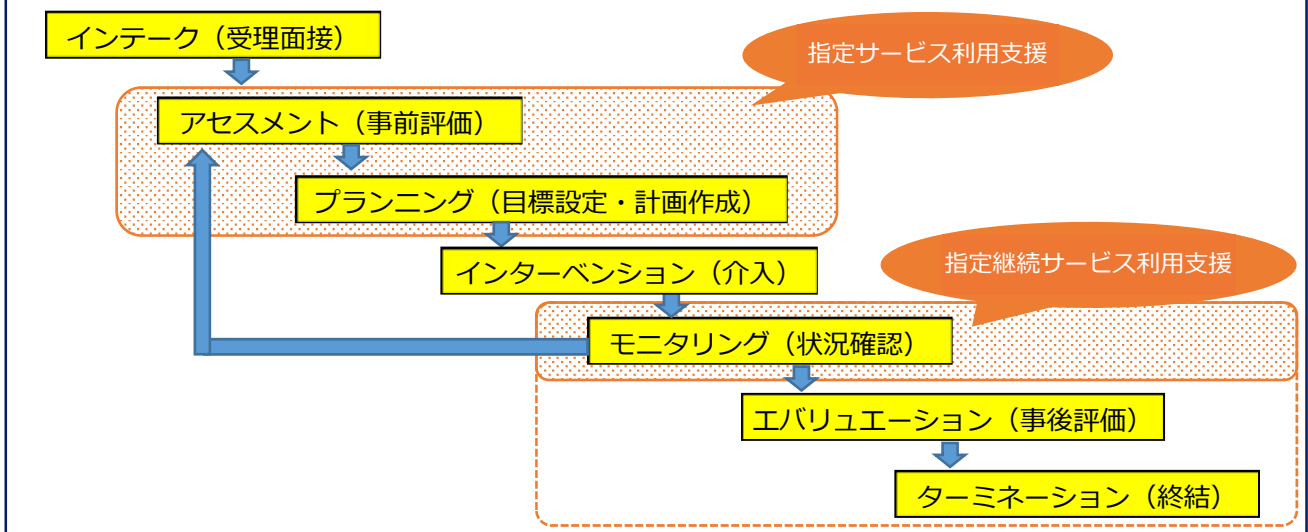 インテーク（受理面接）
指定サービス利用支援
アセスメント（事前評価）
プランニング（目標設定・計画作成）
インターベンション（介入）
指定継続サービス利用支援
モニタリング（状況確認）
エバリュエーション（事後評価）
ターミネーション（終結）